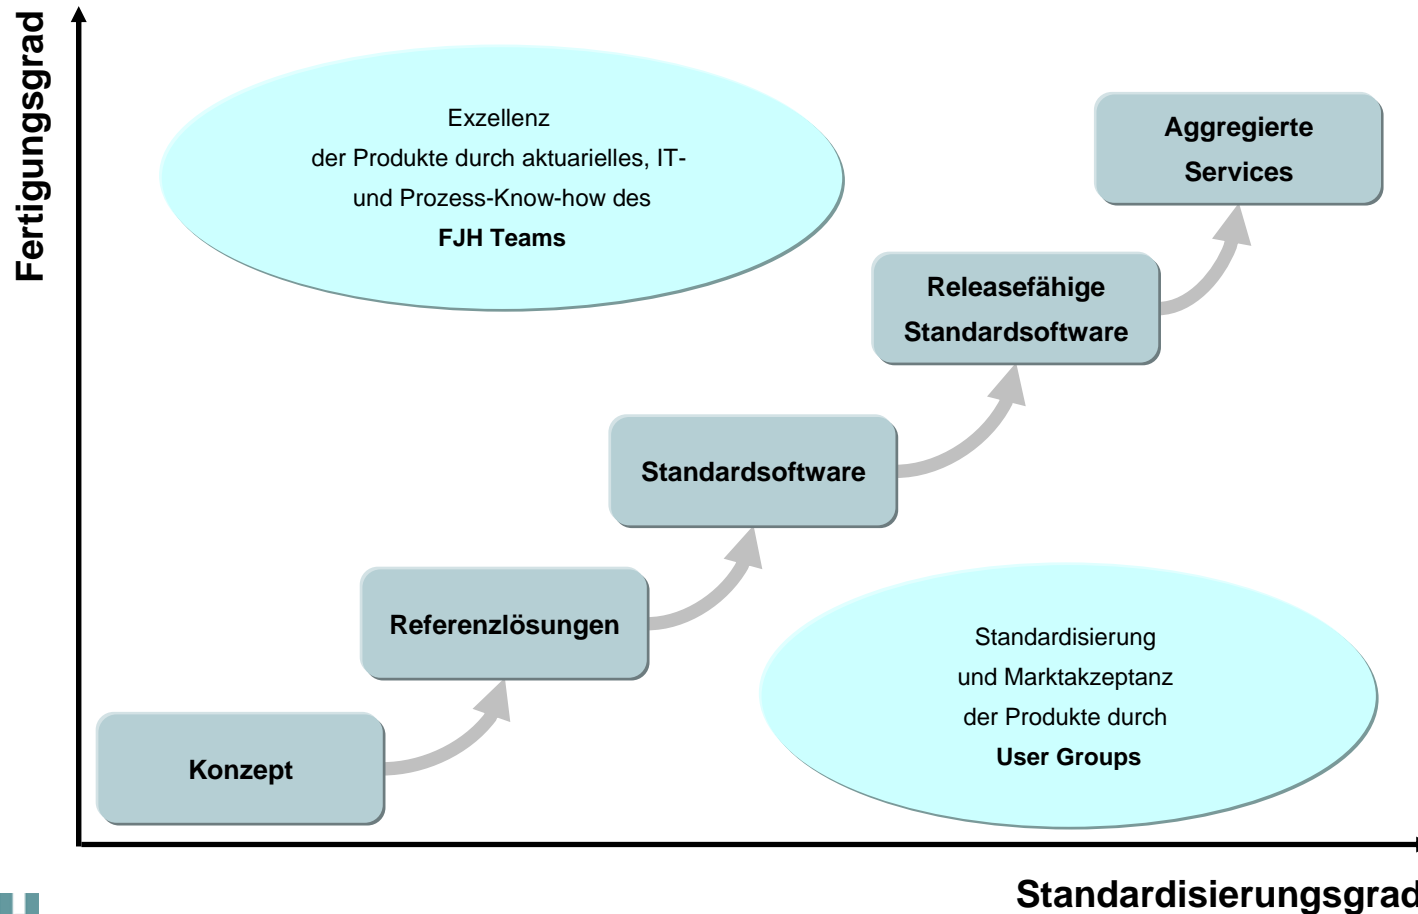 Fertigungsgrad
Exzellenz
der Produkte durch aktuarielles, IT-
und Prozess-Know-how des
FJH Teams
Aggregierte
Services
Releasefähige
Standardsoftware
Standardsoftware
Referenzlösungen
Konzept
Standardisierung
und Marktakzeptanz
der Produkte durch
User Groups
Standardisierungsgrad